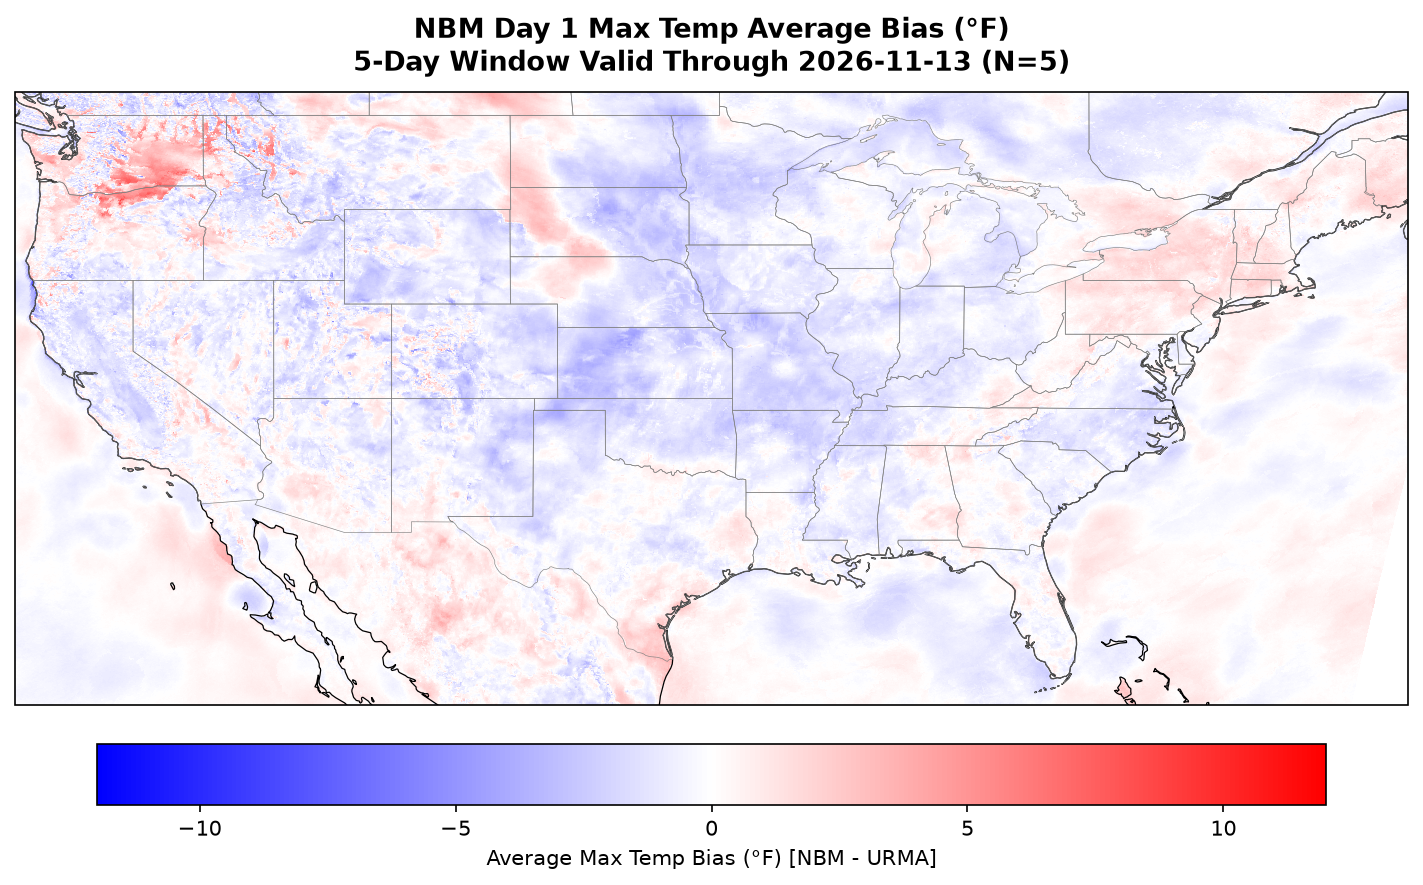 NBM Day 1 Max Temp Average Bias (°F)
5-Day Window Valid Through 2026-11-13 (N=5)
−10 −5 0 5 10
Average Max Temp Bias (°F) [NBM - URMA]